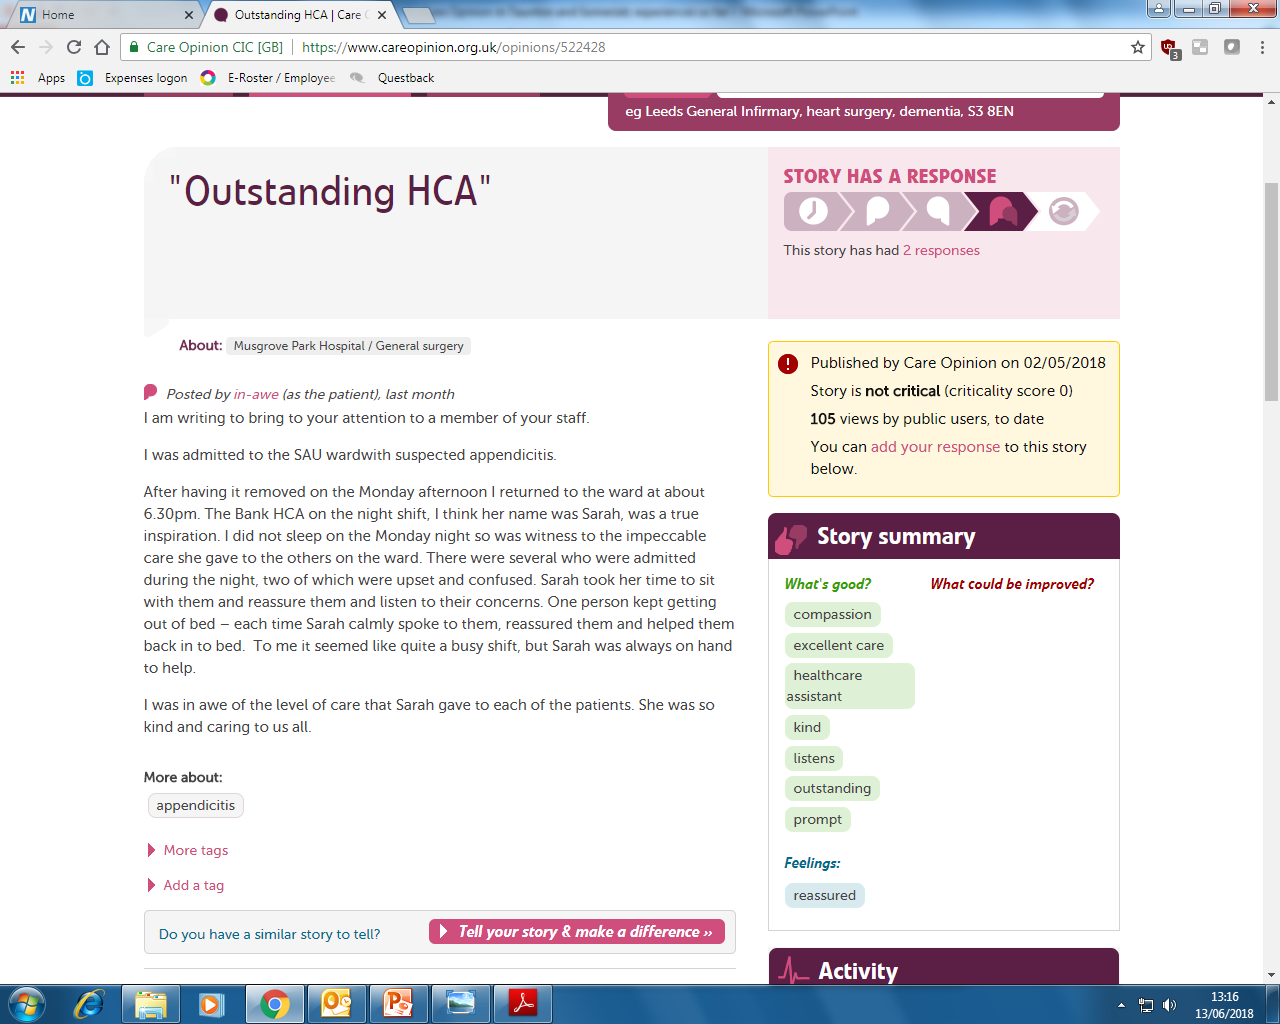 Home
Outstanding HCA | Care
Care Opinion CIC [GB]
https://www.careopinion.org.uk/opinions/522428
3
Apps
Expenses logon
E-Roster / Employee
Questback
eg Leeds General Infirmary, heart surgery, dementia, S3 8EN
"Outstanding HCA"
STORY HAS A RESPONSE
This story has had 2 responses
About: Musgrove Park Hospital / General surgery
Posted by in-awe (as the patient), last month
I am writing to bring to your attention to a member of your staff.
I was admitted to the SAU wardwith suspected appendicitis.
After having it removed on the Monday afternoon I returned to the ward at about
6.30pm. The Bank HCA on the night shift, I think her name was Sarah, was a true
inspiration. I did not sleep on the Monday night so was witness to the impeccable
care she gave to the others on the ward. There were several who were admitted
during the night, two of which were upset and confused. Sarah took her time to sit
with them and reassure them and listen to their concerns. One person kept getting
out of bed – each time Sarah calmly spoke to them, reassured them and helped them
back in to bed.  To me it seemed like quite a busy shift, but Sarah was always on hand
to help.
I was in awe of the level of care that Sarah gave to each of the patients. She was so
kind and caring to us all.
More about:
appendicitis
More tags
Add a tag
Do you have a similar story to tell?
Tell your story & make a difference »
Published by Care Opinion on 02/05/2018
Story is not critical (criticality score 0)
105 views by public users, to date
You can add your response to this story
below.
Story summary
What's good?
What could be improved?
compassion
excellent care
healthcare
assistant
kind
listens
outstanding
prompt
Feelings:
reassured
Activity
13:16
13/06/2018